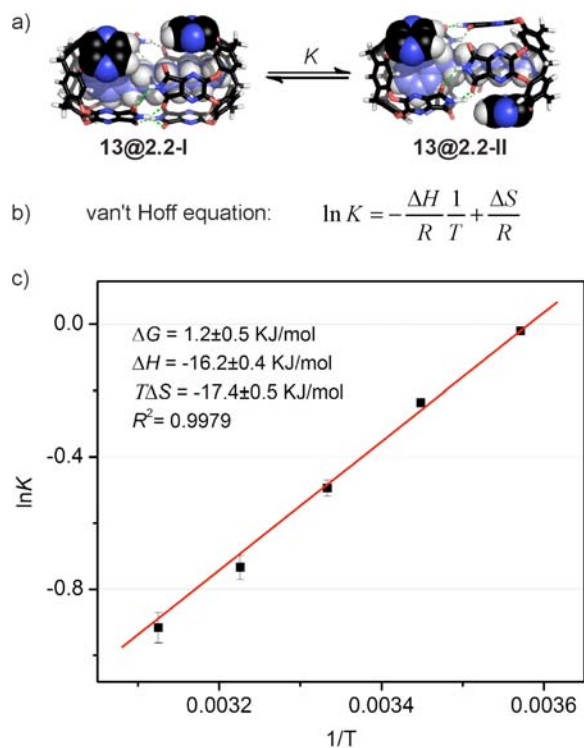 a)
K
13@2.2-I 13@2.2-II
b) van't Hoff equation: ln K = -ΔH/R 1/T + ΔS/R
c)
ΔG = 1.2±0.5 KJ/mol
ΔH = -16.2±0.4 KJ/mol
TΔS = -17.4±0.5 KJ/mol
R²= 0.9979
0.0
-0.4
-0.8
lnK
0.0032 0.0034 0.0036
1/T